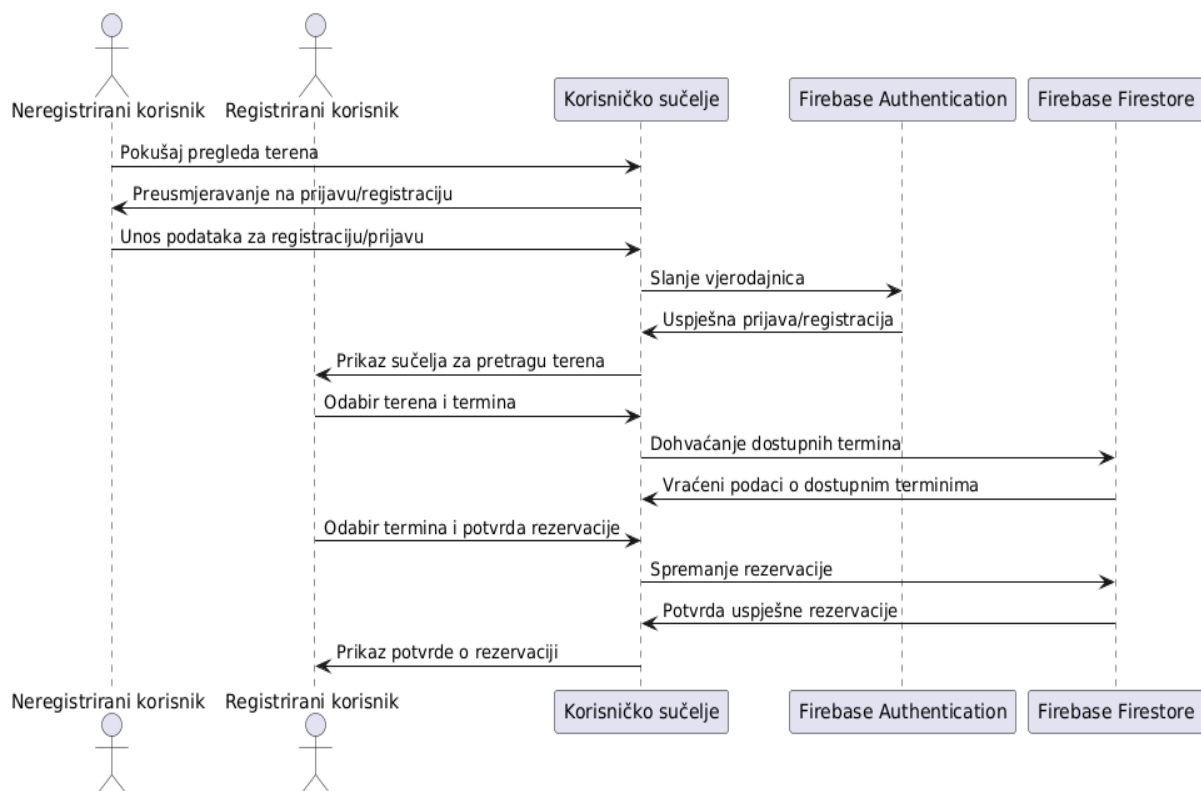 Neregistrirani korisnik
Registrirani korisnik
Korisničko sučelje
Firebase Authentication
Firebase Firestore
Pokušaj pregleda terena
Preusmjeravanje na prijavu/registraciju
Unos podataka za registraciju/prijavu
Slanje vjerodajnica
Uspješna prijava/registracija
Prikaz sučelja za pretragu terena
Odabir terena i termina
Dohvaćanje dostupnih termina
Vraćeni podaci o dostupnim terminima
Odabir termina i potvrda rezervacije
Spremanje rezervacije
Potvrda uspješne rezervacije
Prikaz potvrde o rezervaciji
Neregistrirani korisnik
Registrirani korisnik
Korisničko sučelje
Firebase Authentication
Firebase Firestore